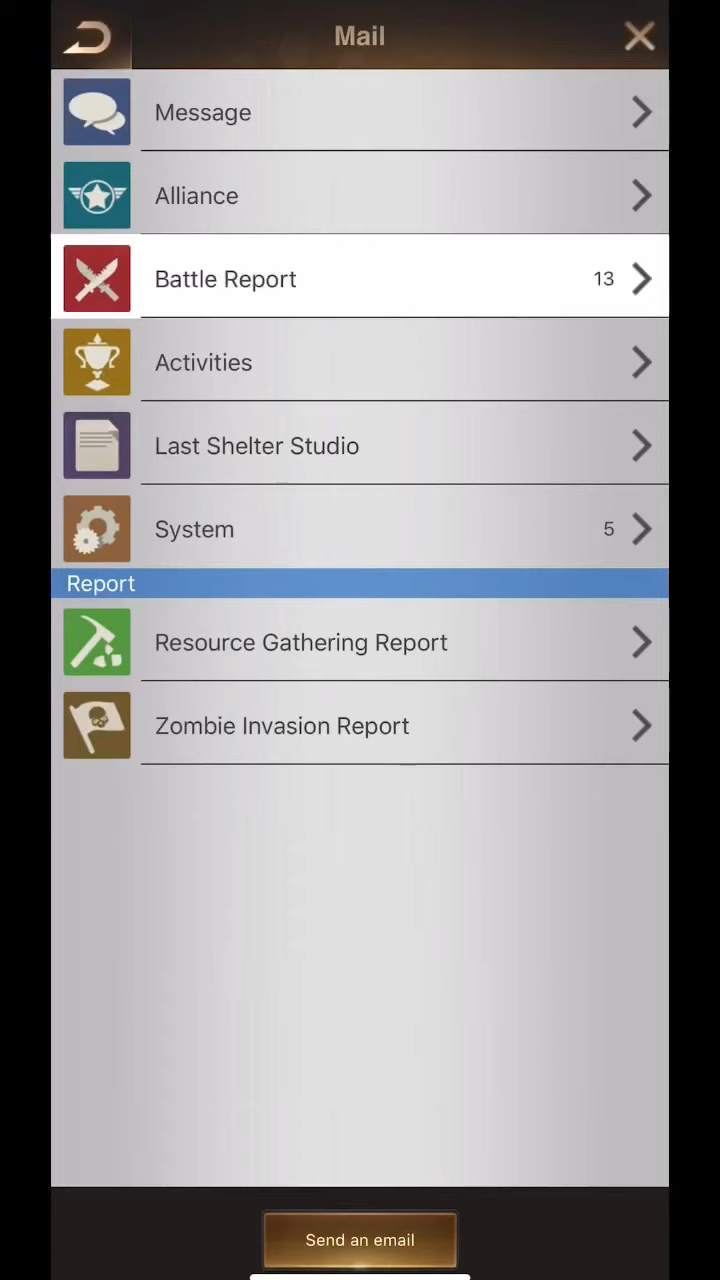 Mail
Message
Alliance
Battle Report 13
Activities
Last Shelter Studio
System 5
Report
Resource Gathering Report
Zombie Invasion Report
Send an email